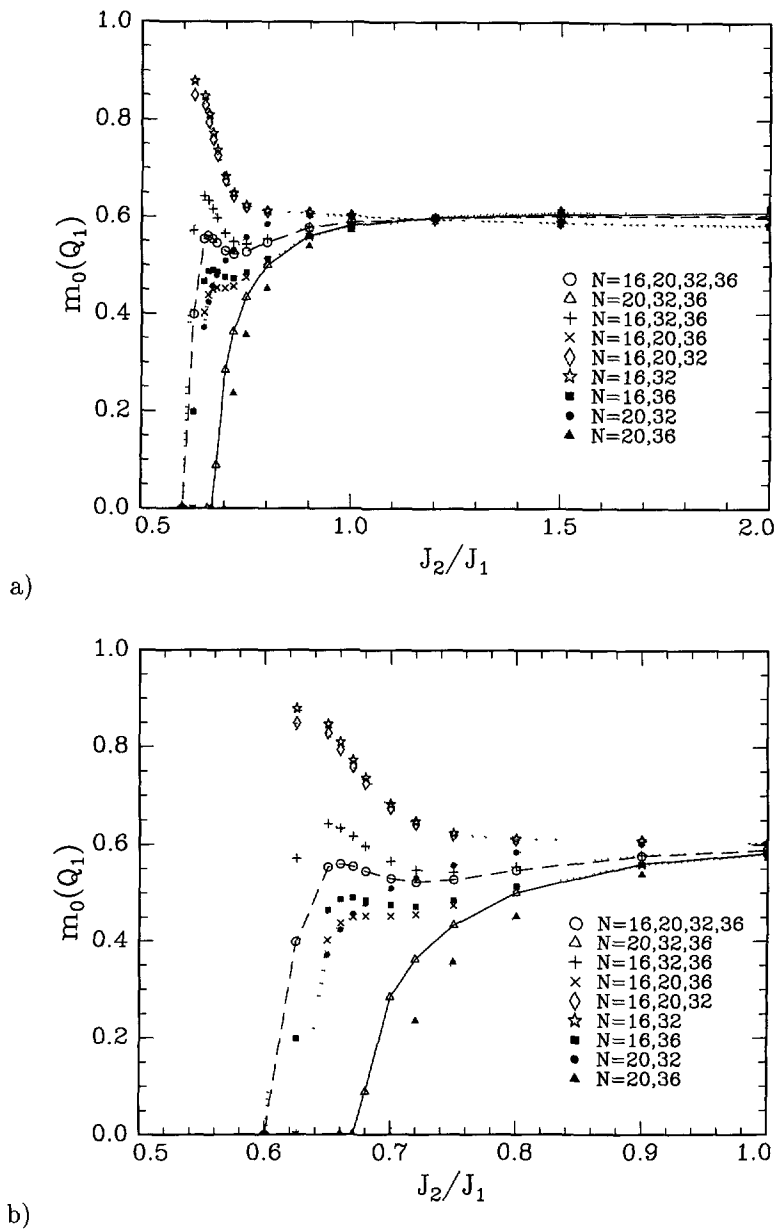 1.0
0.8
0.6
0.4
0.2
0.0
m₀(Q₁)
0.5
1.0
1.5
2.0
J₂/J₁
N=16,20,32,36
N=20,32,36
N=16,32,36
N=16,20,36
N=16,20,32
N=16,32
N=16,36
N=20,32
N=20,36
a)
1.0
0.8
0.6
0.4
0.2
0.0
m₀(Q₁)
0.5
0.6
0.7
0.8
0.9
1.0
J₂/J₁
N=16,20,32,36
N=20,32,36
N=16,32,36
N=16,20,36
N=16,20,32
N=16,32
N=16,36
N=20,32
N=20,36
b)